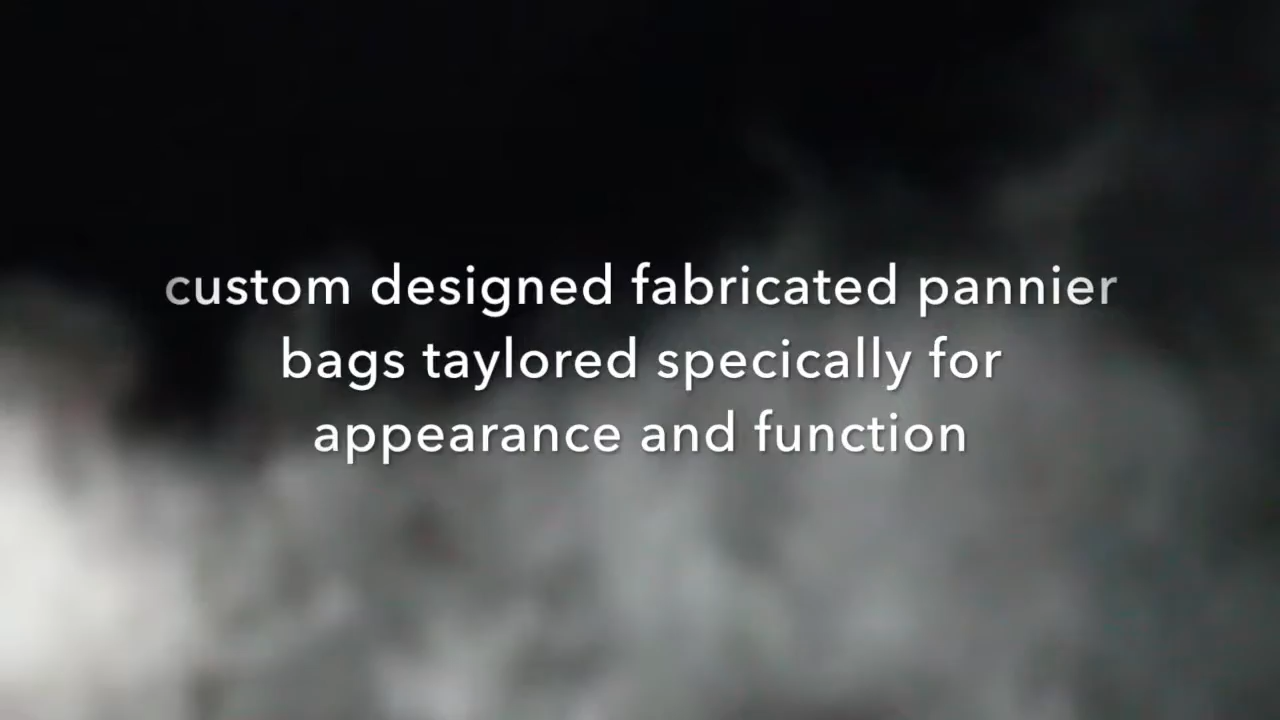 custom designed fabricated pannier
bags taylored specically for
appearance and function